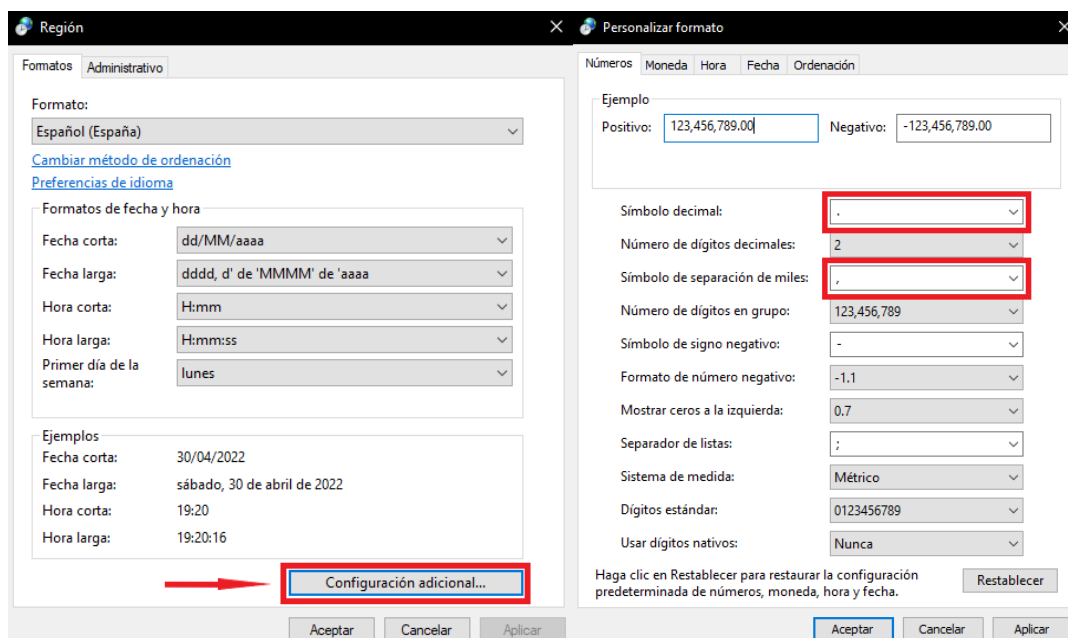 Región
Formatos Administrativo
Formato:
Español (España)
Cambiar método de ordenación
Preferencias de idioma
Formatos de fecha y hora
Fecha corta: dd/MM/aaaa
Fecha larga: dddd, d' de 'MMMM' de 'aaaa
Hora corta: H:mm
Hora larga: H:mm:ss
Primer día de la
semana: lunes
Ejemplos
Fecha corta: 30/04/2022
Fecha larga: sábado, 30 de abril de 2022
Hora corta: 19:20
Hora larga: 19:20:16
Configuración adicional...
Aceptar Cancelar Aplicar
Personalizar formato
Números Moneda Hora Fecha Ordenación
Ejemplo
Positivo: 123,456,789.00 Negativo: -123,456,789.00
Símbolo decimal: .
Número de dígitos decimales: 2
Símbolo de separación de miles: ,
Número de dígitos en grupo: 123,456,789
Símbolo de signo negativo: -
Formato de número negativo: -1.1
Mostrar ceros a la izquierda: 0.7
Separador de listas: ;
Sistema de medida: Métrico
Dígitos estándar: 0123456789
Usar dígitos nativos: Nunca
Haga clic en Restablecer para restaurar la configuración
predeterminada de números, moneda, hora y fecha.
Restablecer
Aceptar Cancelar Aplicar